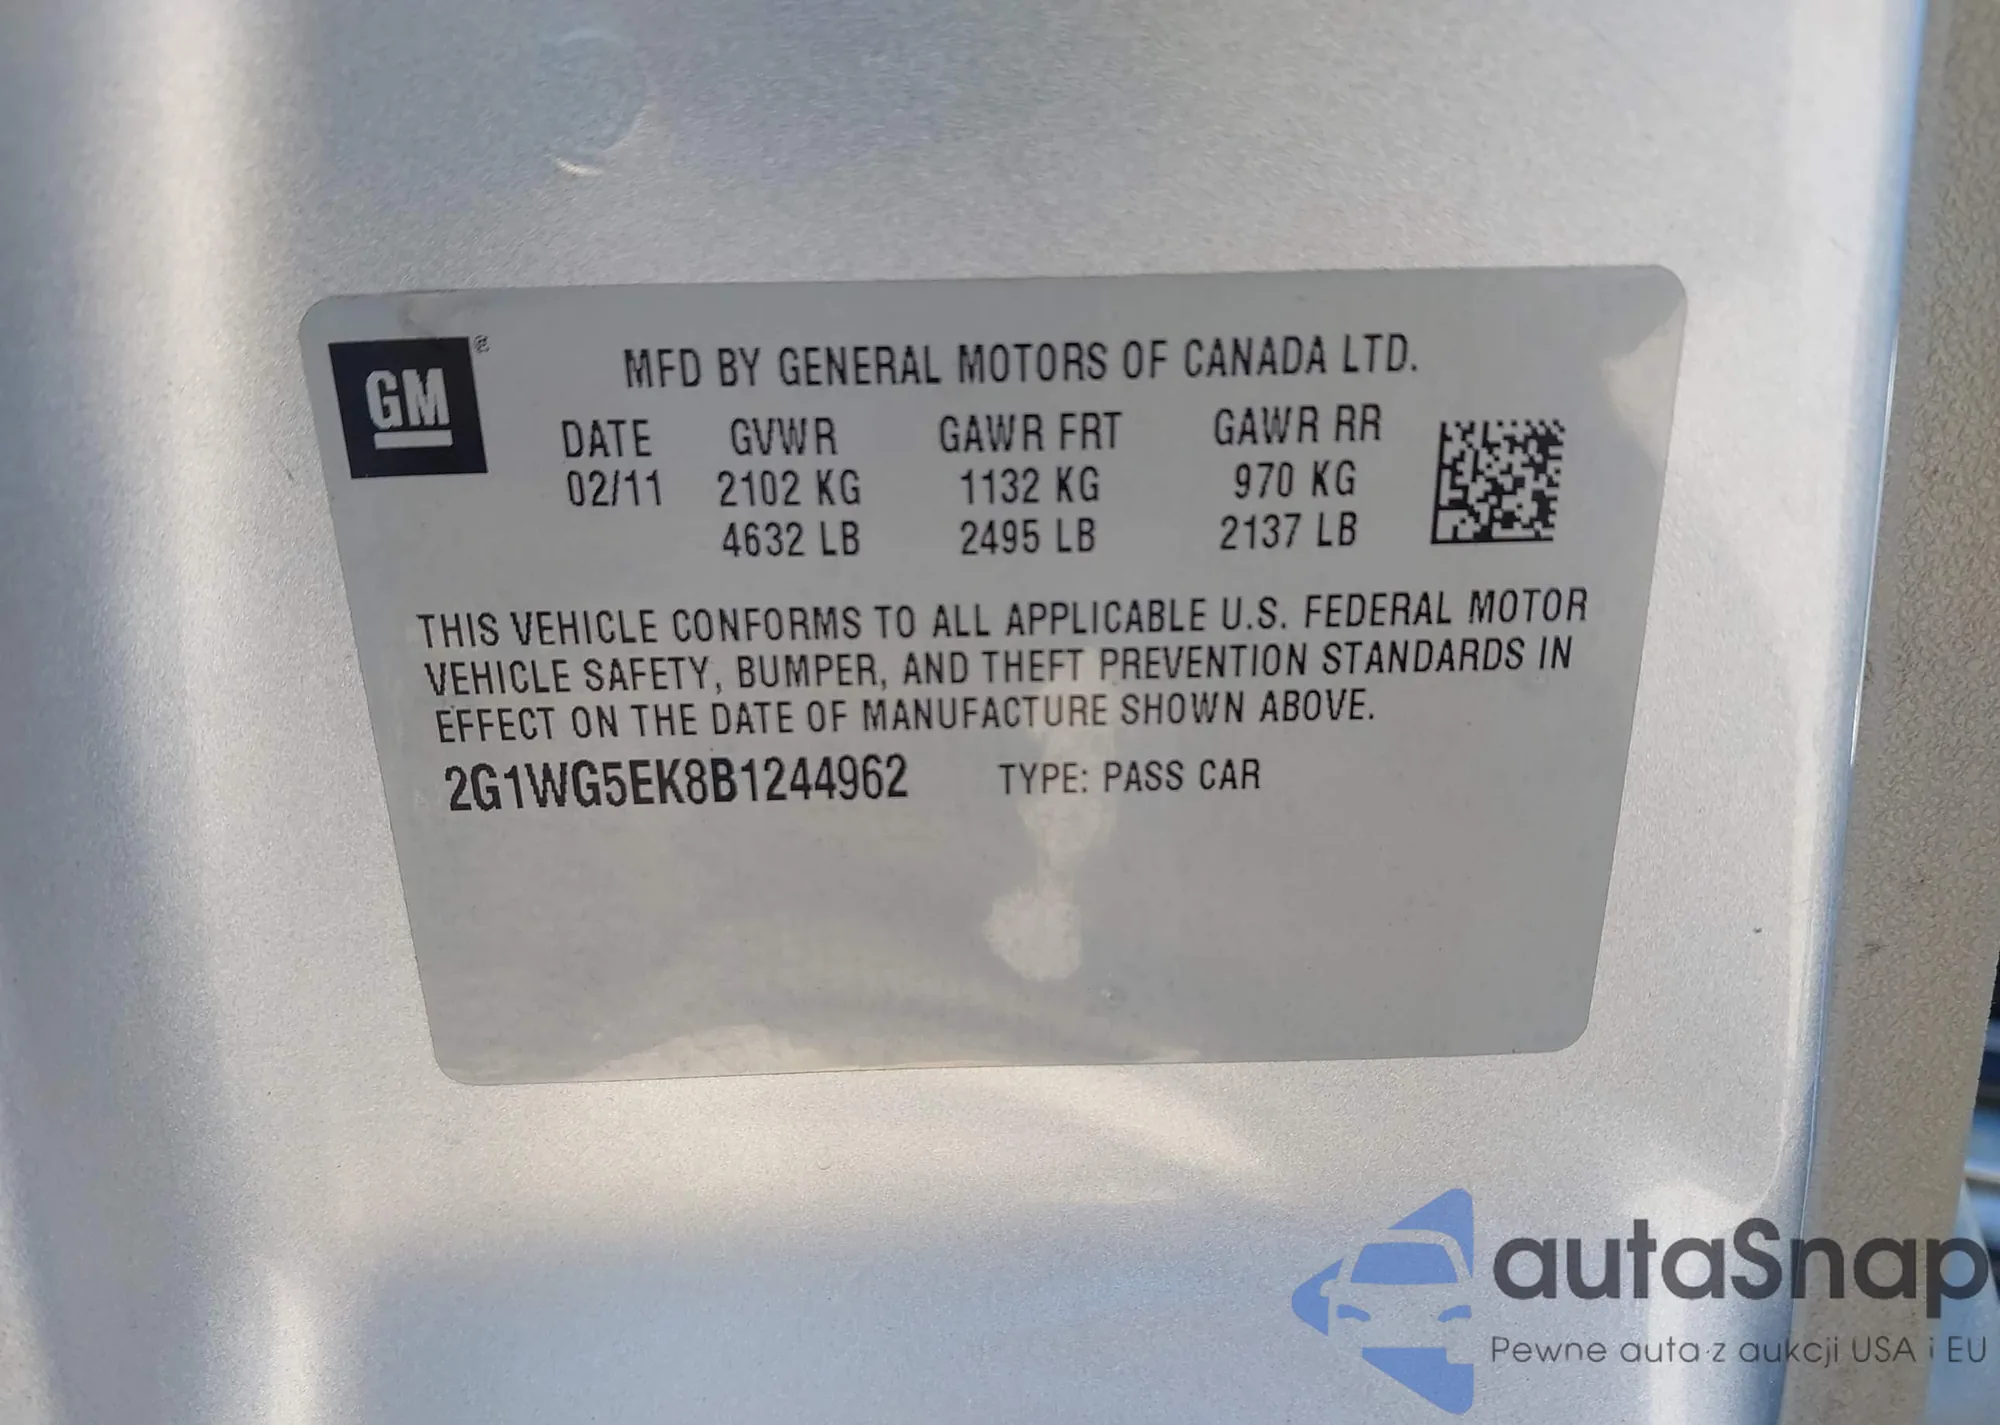 GM ®
MFD BY GENERAL MOTORS OF CANADA LTD.
DATE GVWR GAWR FRT GAWR RR
02/11 2102 KG 1132 KG 970 KG
4632 LB 2495 LB 2137 LB
THIS VEHICLE CONFORMS TO ALL APPLICABLE U.S. FEDERAL MOTOR
VEHICLE SAFETY, BUMPER, AND THEFT PREVENTION STANDARDS IN
EFFECT ON THE DATE OF MANUFACTURE SHOWN ABOVE.
2G1WG5EK8B1244962 TYPE: PASS CAR
autaSnap
Pewne auta z aukcji USA i EU